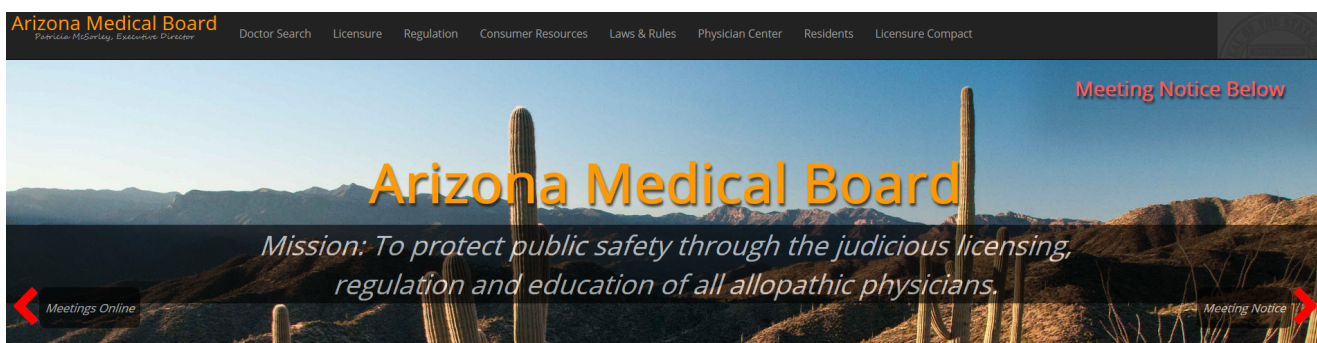 Arizona Medical Board
Patricia McSorley, Executive Director
Doctor Search Licensure Regulation Consumer Resources Laws & Rules Physician Center Residents Licensure Compact
Meeting Notice Below
Arizona Medical Board
Mission: To protect public safety through the judicious licensing,
regulation and education of all allopathic physicians.
Meetings Online
Meeting Notice